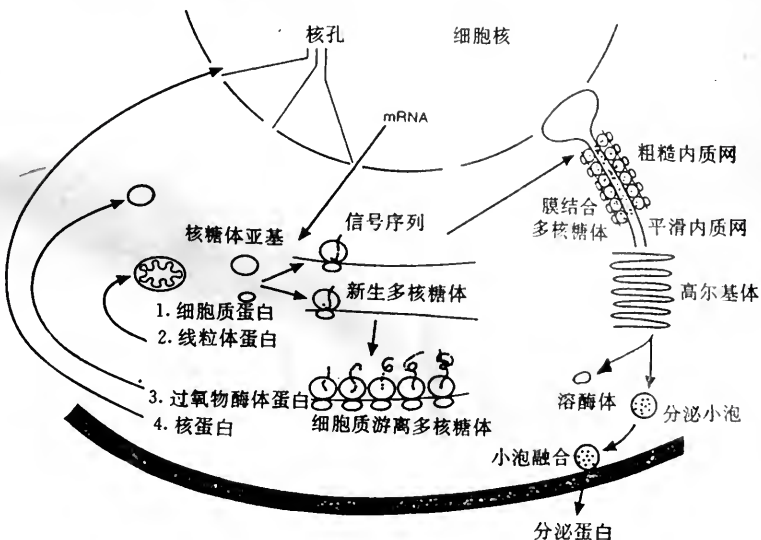 核孔
细胞核
mRNA
粗糙内质网
膜结合
多核糖体
平滑内质网
信号序列
核糖体亚基
新生多核糖体
高尔基体
1. 细胞质蛋白
2. 线粒体蛋白
3. 过氧物酶体蛋白
4. 核蛋白
细胞质游离多核糖体
溶酶体
分泌小泡
小泡融合
分泌蛋白